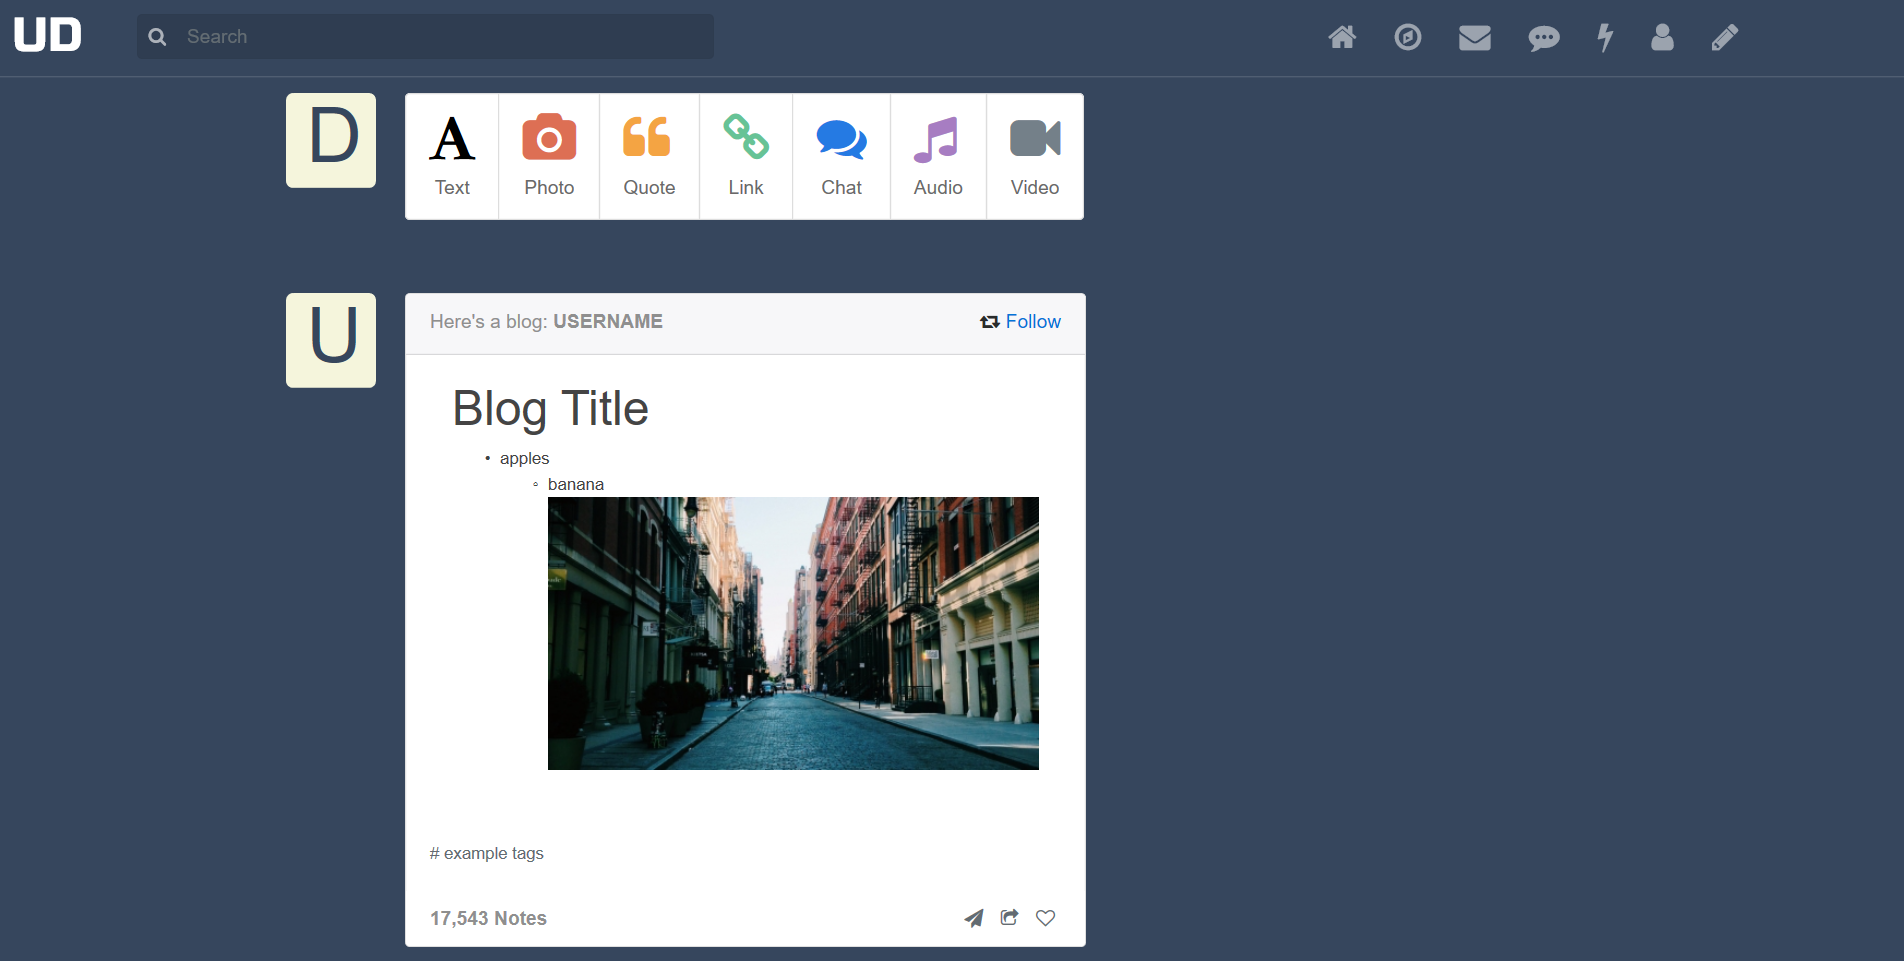 UD
Search
D
Text Photo Quote Link Chat Audio Video
U
Here's a blog: USERNAME Follow
Blog Title
• apples
◦ banana
# example tags
17,543 Notes